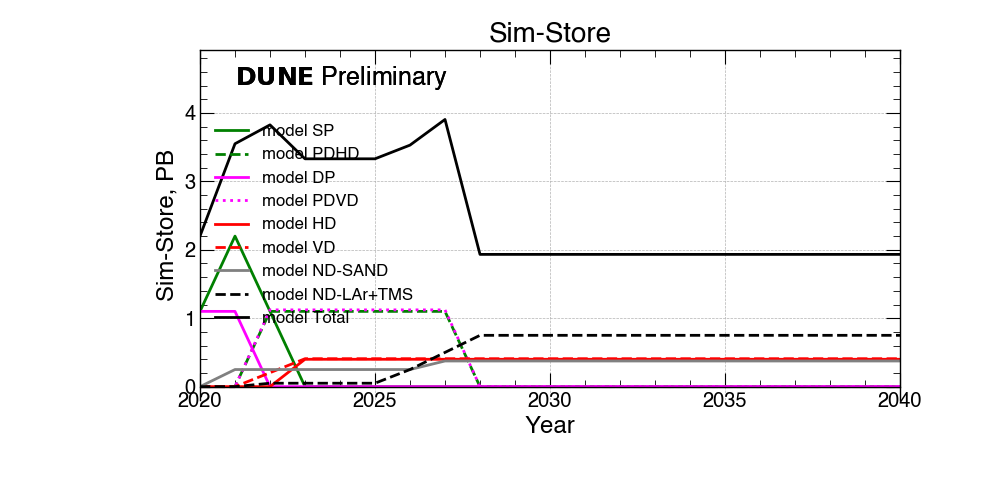 Sim-Store
DUNE Preliminary
Sim-Store, PB
4
3
2
1
0
model SP
model PDHD
model DP
model PDVD
model HD
model VD
model ND-SAND
model ND-LAr+TMS
model Total
2020
2025
2030
2035
2040
Year